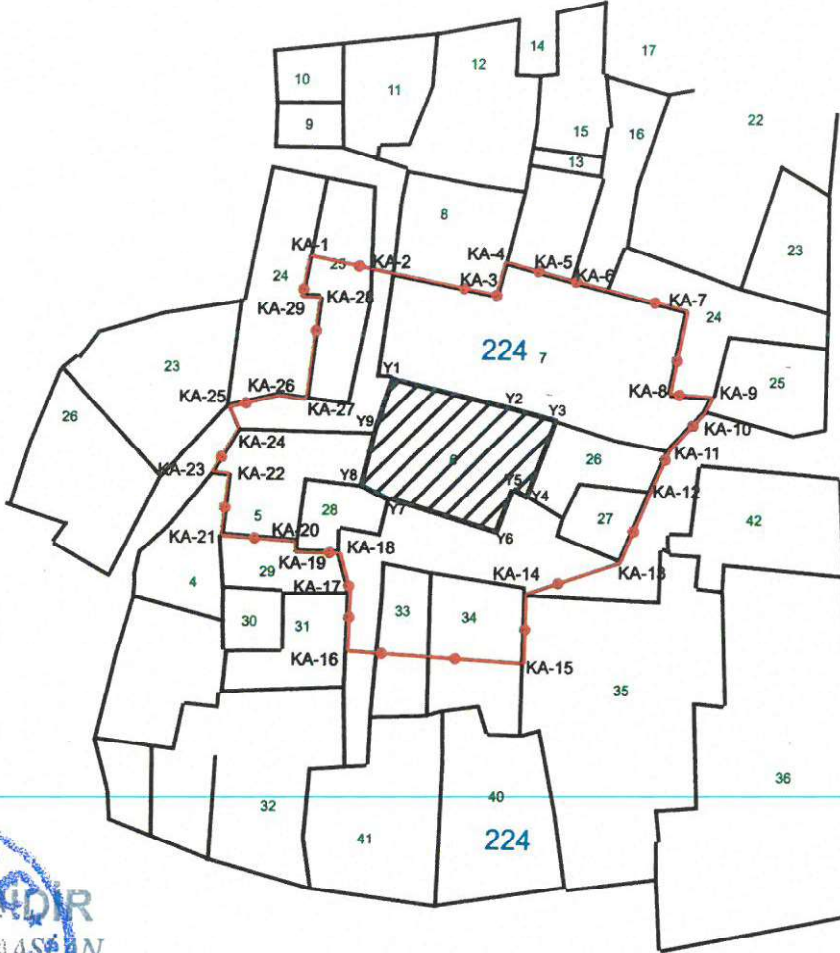 14
17
12
10
11
9
15
16
22
13
8
23
KA-1
25
KA-2
KA-4
KA-5
KA-6
24
KA-3
KA-29
KA-28
KA-7
24
224
7
23
Y1
25
KA-26
KA-8
KA-9
KA-25
KA-27
Y2
Y3
26
Y9
KA-10
KA-24
KA-11
26
KA-23
KA-22
Y8
6
Y5
Y4
KA-12
Y7
28
27
42
5
KA-20
Y6
KA-21
KA-19
KA-18
KA-13
4
29
KA-17
KA-14
33
34
30
31
KA-16
KA-15
35
36
40
32
41
224